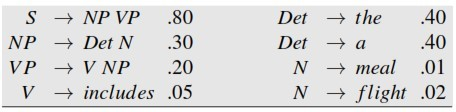 S → NP VP .80 Det → the .40
NP → Det N .30 Det → a .40
VP → V NP .20 N → meal .01
V → includes .05 N → flight .02